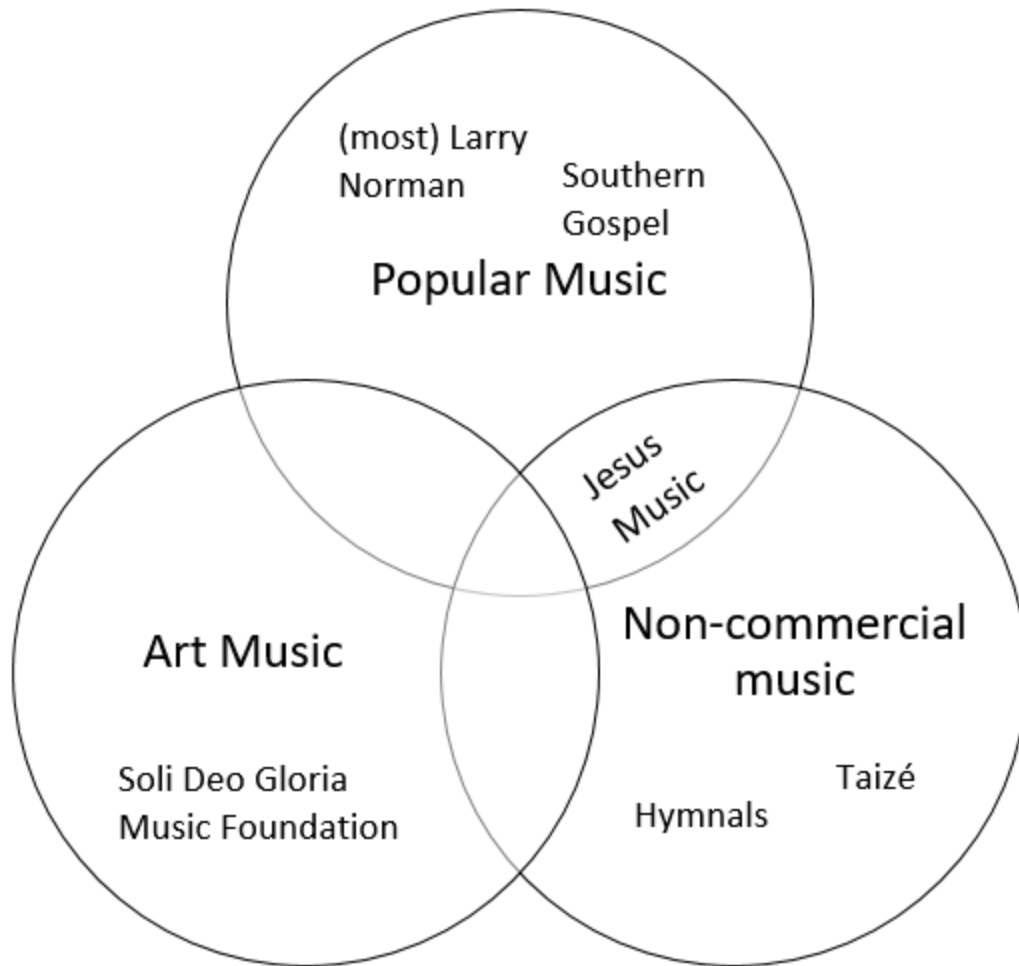 (most) Larry
Norman
Southern
Gospel
Popular Music
Jesus
Music
Art Music
Non-commercial
music
Soli Deo Gloria
Music Foundation
Taizé
Hymnals